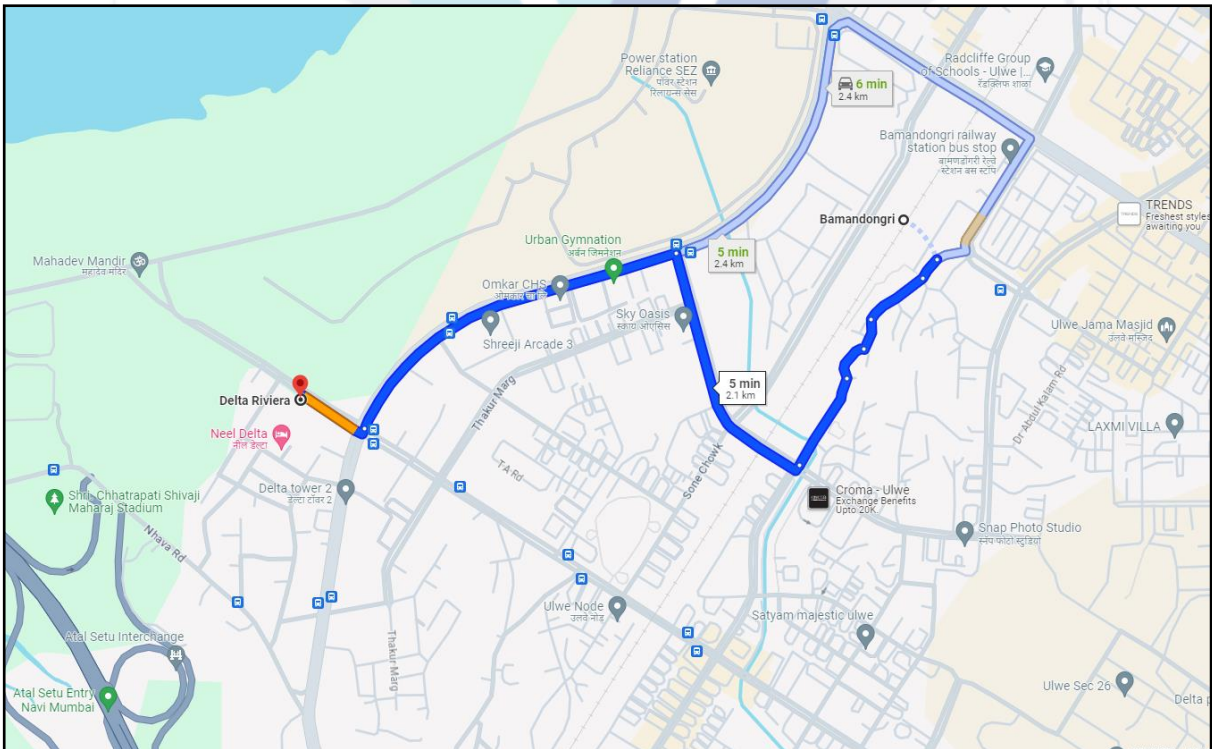 Radcliffe Group
of Schools - Ulwe |...
रॅडक्लिफ शाळा
Power station
Reliance SEZ
पॉवर स्टेशन
रिलायन्स सेस
6 min
2.4 km
Bamandongri railway
station bus stop
बामणडोंगरी रेल्वे
स्टेशन बस स्टॉप
TRENDS
Freshest styles
awaiting you
Bamandongri
Urban Gymnation
अर्बन जिमनेशन
5 min
2.4 km
Mahadev Mandir
महादेव मंदिर
Omkar CHS
Sky Oasis
स्काय ओएसिस
Ulwe Jama Masjid
उलवे मस्जिद
Shreeji Arcade 3
5 min
2.1 km
Delta Riviera
Thakur Marg
Dr Abdul Kalam Rd
LAXMI VILLA
Neel Delta
नील डेल्टा
T-A-Rd
Sone Chowk
Delta tower 2
डेल्टा टॉवर 2
Croma - Ulwe
Exchange Benefits
Upto 20K.
Shri. Chhatrapati Shivaji
Maharaj Stadium
Nhava Rd
Snap Photo Studio
स्नॅप फोटो स्टुडियो
Ulwe Node
उलवे नोड
Satyam majestic ulwe
Atal Setu Interchange
Thakur Marg
Atal Setu Entry
Navi Mumbai
Ulwe Sec 26
Delta